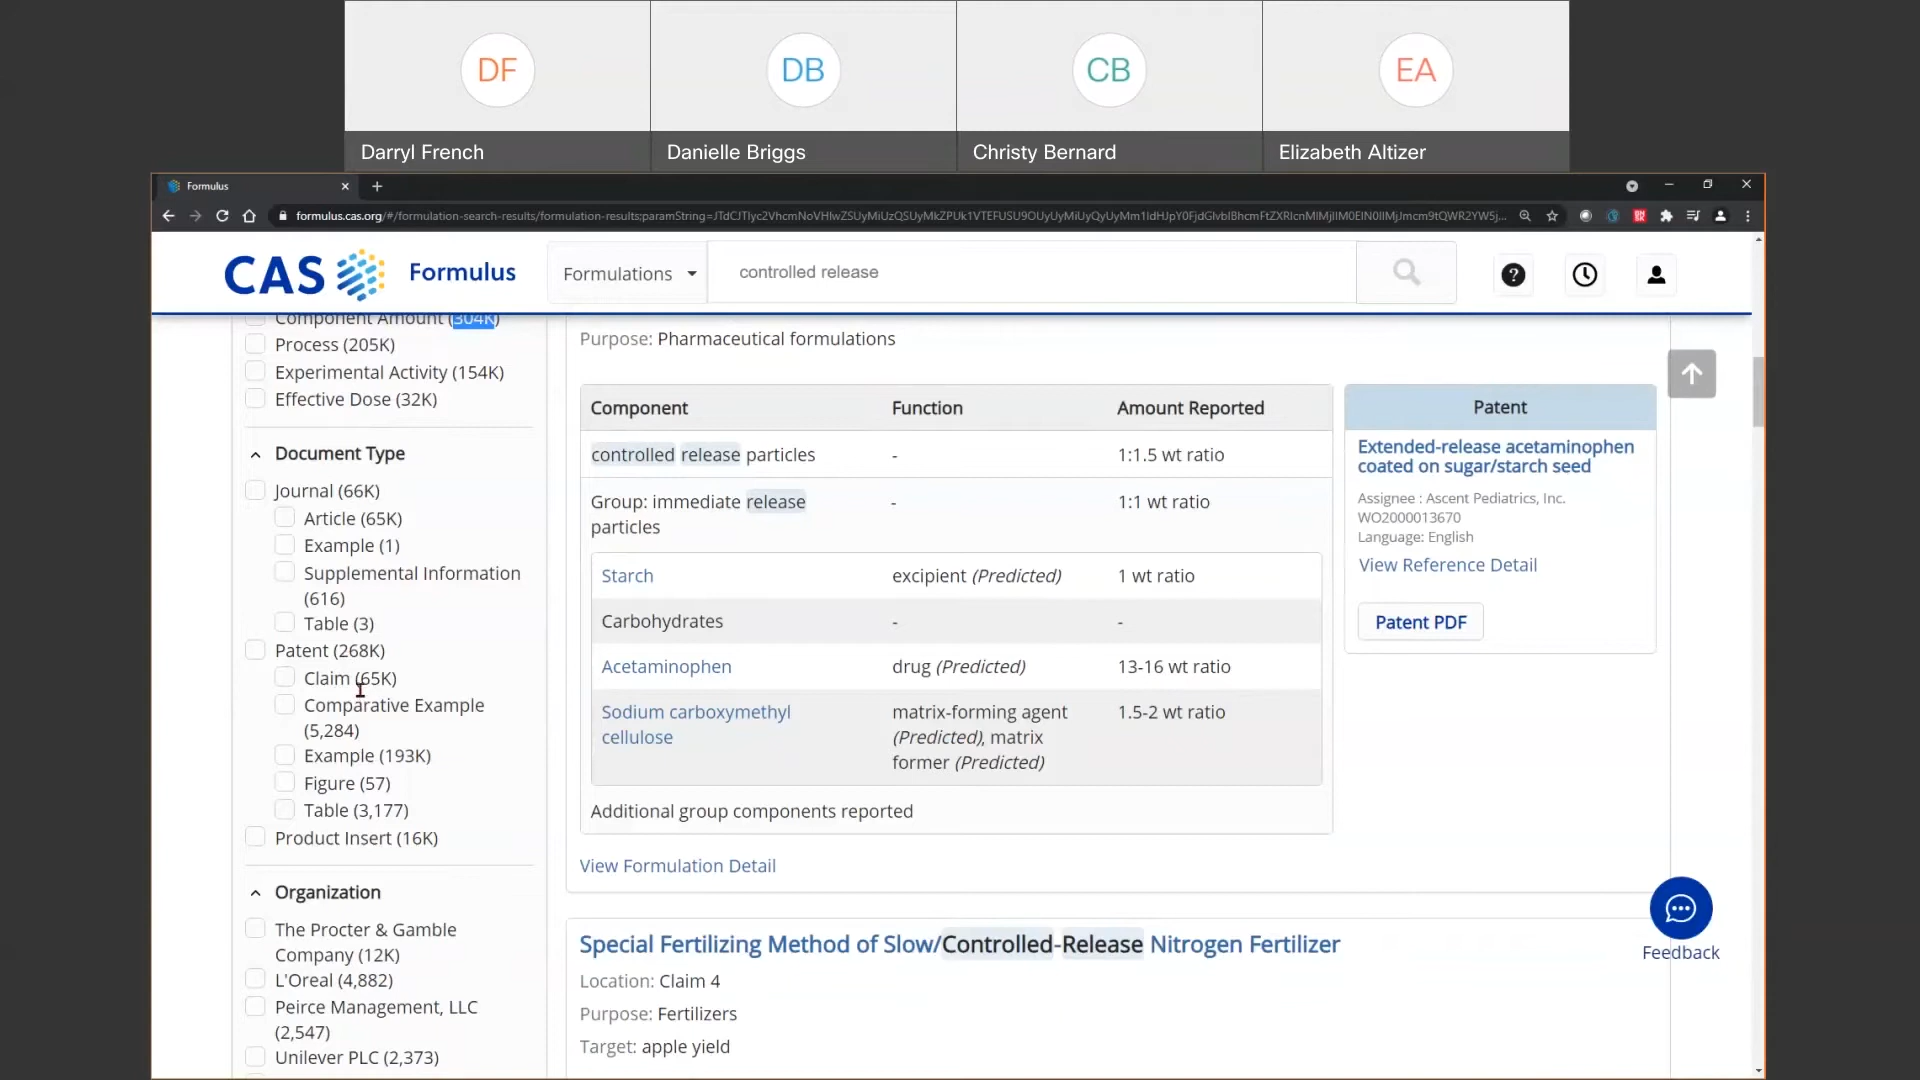 DF
DB
CB
EA
Darryl French
Danielle Briggs
Christy Bernard
Elizabeth Altizer
Formulus
CAS Formulus
Formulations
controlled release
Component Amount (304K)
Process (205K)
Experimental Activity (154K)
Effective Dose (32K)
Document Type
Journal (66K)
Article (65K)
Example (1)
Supplemental Information
(616)
Table (3)
Patent (268K)
Claim (65K)
Comparative Example
(5,284)
Example (193K)
Figure (57)
Table (3,177)
Product Insert (16K)
Organization
The Procter & Gamble
Company (12K)
L'Oreal (4,882)
Peirce Management, LLC
(2,547)
Unilever PLC (2,373)
Purpose: Pharmaceutical formulations
Component Function Amount Reported
controlled release particles - 1:1.5 wt ratio
Group: immediate release - 1:1 wt ratio
particles
Starch excipient (Predicted) 1 wt ratio
Carbohydrates - -
Acetaminophen drug (Predicted) 13-16 wt ratio
Sodium carboxymethyl matrix-forming agent 1.5-2 wt ratio
cellulose (Predicted), matrix
former (Predicted)
Additional group components reported
View Formulation Detail
Patent
Extended-release acetaminophen
coated on sugar/starch seed
Assignee : Ascent Pediatrics, Inc.
WO2000013670
Language: English
View Reference Detail
Patent PDF
Special Fertilizing Method of Slow/Controlled-Release Nitrogen Fertilizer
Location: Claim 4
Purpose: Fertilizers
Target: apple yield
Feedback